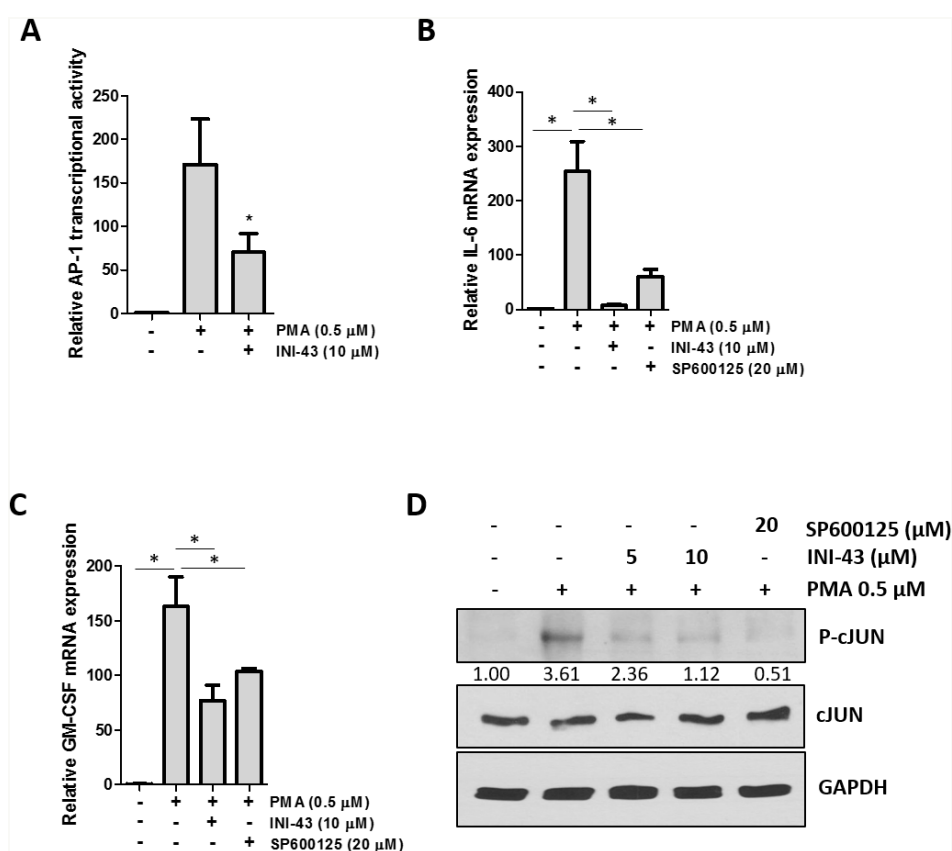 A
Relative AP-1 transcriptional activity
250
200
150
100
50
0
*
- + + PMA (0.5 μM)
- - + INI-43 (10 μM)
B
Relative IL-6 mRNA expression
400
300
200
100
0
* * *
- + + + PMA (0.5 μM)
- - + - INI-43 (10 μM)
- - - + SP600125 (20 μM)
C
Relative GM-CSF mRNA expression
200
150
100
50
0
* * *
- + + + PMA (0.5 μM)
- - + - INI-43 (10 μM)
- - - + SP600125 (20 μM)
D
- - - - 20 SP600125 (μM)
- - 5 10 - INI-43 (μM)
- + + + + PMA 0.5 μM
P-cJUN
1.00 3.61 2.36 1.12 0.51
cJUN
GAPDH